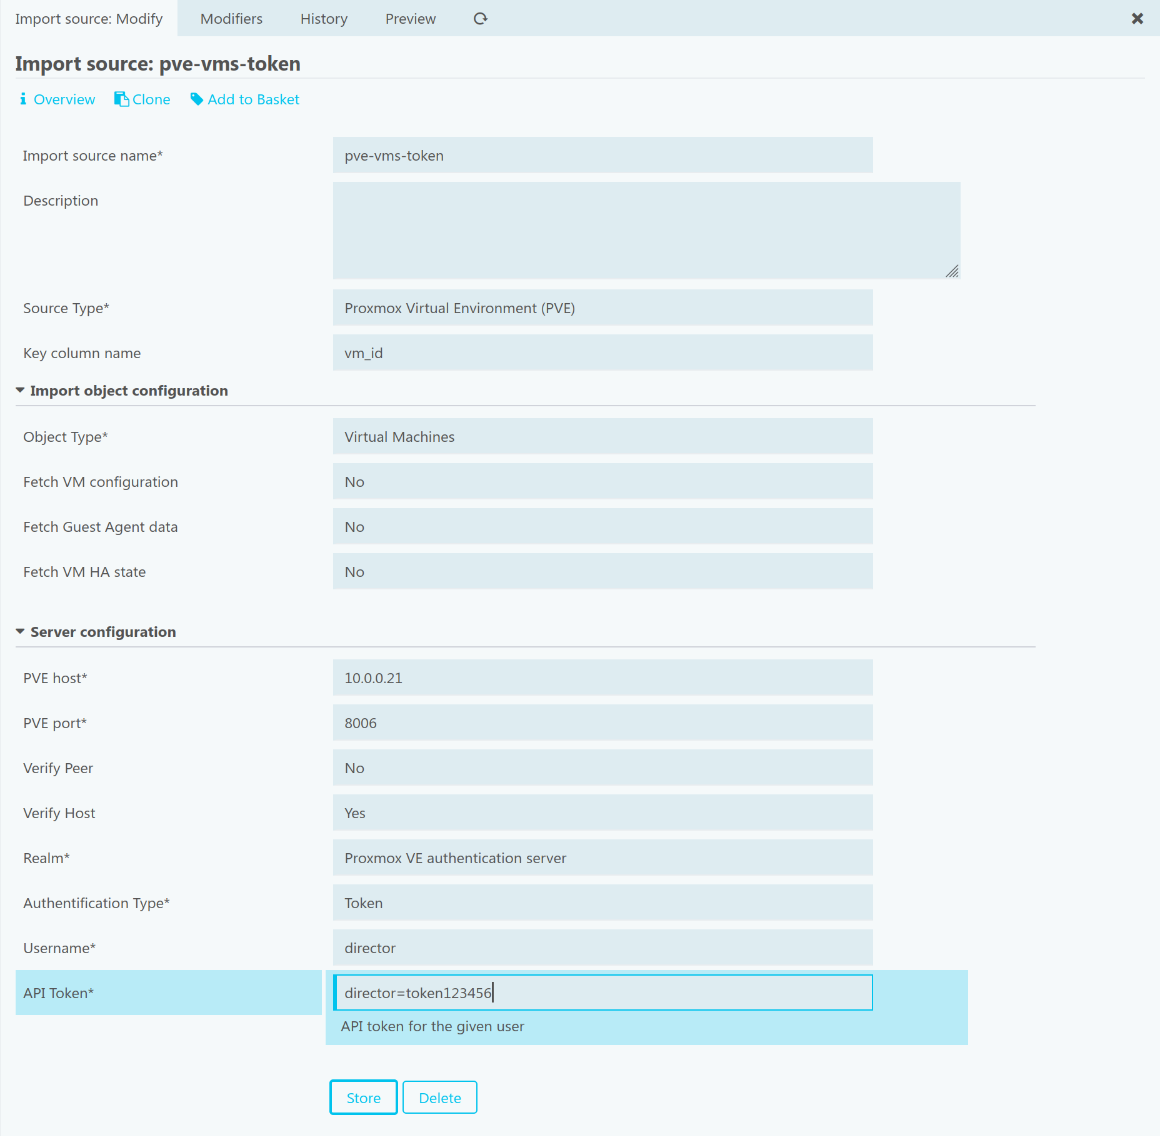 Import source: Modify Modifiers History Preview
Import source: pve-vms-token
Overview Clone Add to Basket
Import source name* pve-vms-token
Description
Source Type* Proxmox Virtual Environment (PVE)
Key column name vm_id
Import object configuration
Object Type* Virtual Machines
Fetch VM configuration No
Fetch Guest Agent data No
Fetch VM HA state No
Server configuration
PVE host* 10.0.0.21
PVE port* 8006
Verify Peer No
Verify Host Yes
Realm* Proxmox VE authentication server
Authentification Type* Token
Username* director
API Token* director=token123456
API token for the given user
Store Delete